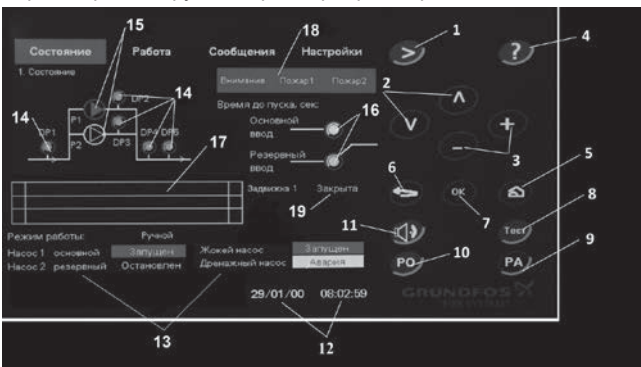 15
18
1
4
Состояние Работа Сообщения Настройки
1. Состояние
Внимание Пожар1 Пожар2
Время до пуска, сек:
2
14
DP2
14
16
DP1
P1
P2
DP3
DP4 DP5
Основной
ввод
Резервный
ввод
3
17
Задвижка 1 Закрыта
19
6
OK
7
5
Тест
8
11
PO
10
PA
9
Режим работы: Ручной
Насос 1 основной Запущен
Насос 2 резервный Остановлен
Жокей насос Запущен
Дренажный насос Авария
GRUNDFOS
29/01/00 08:02:59
13
12